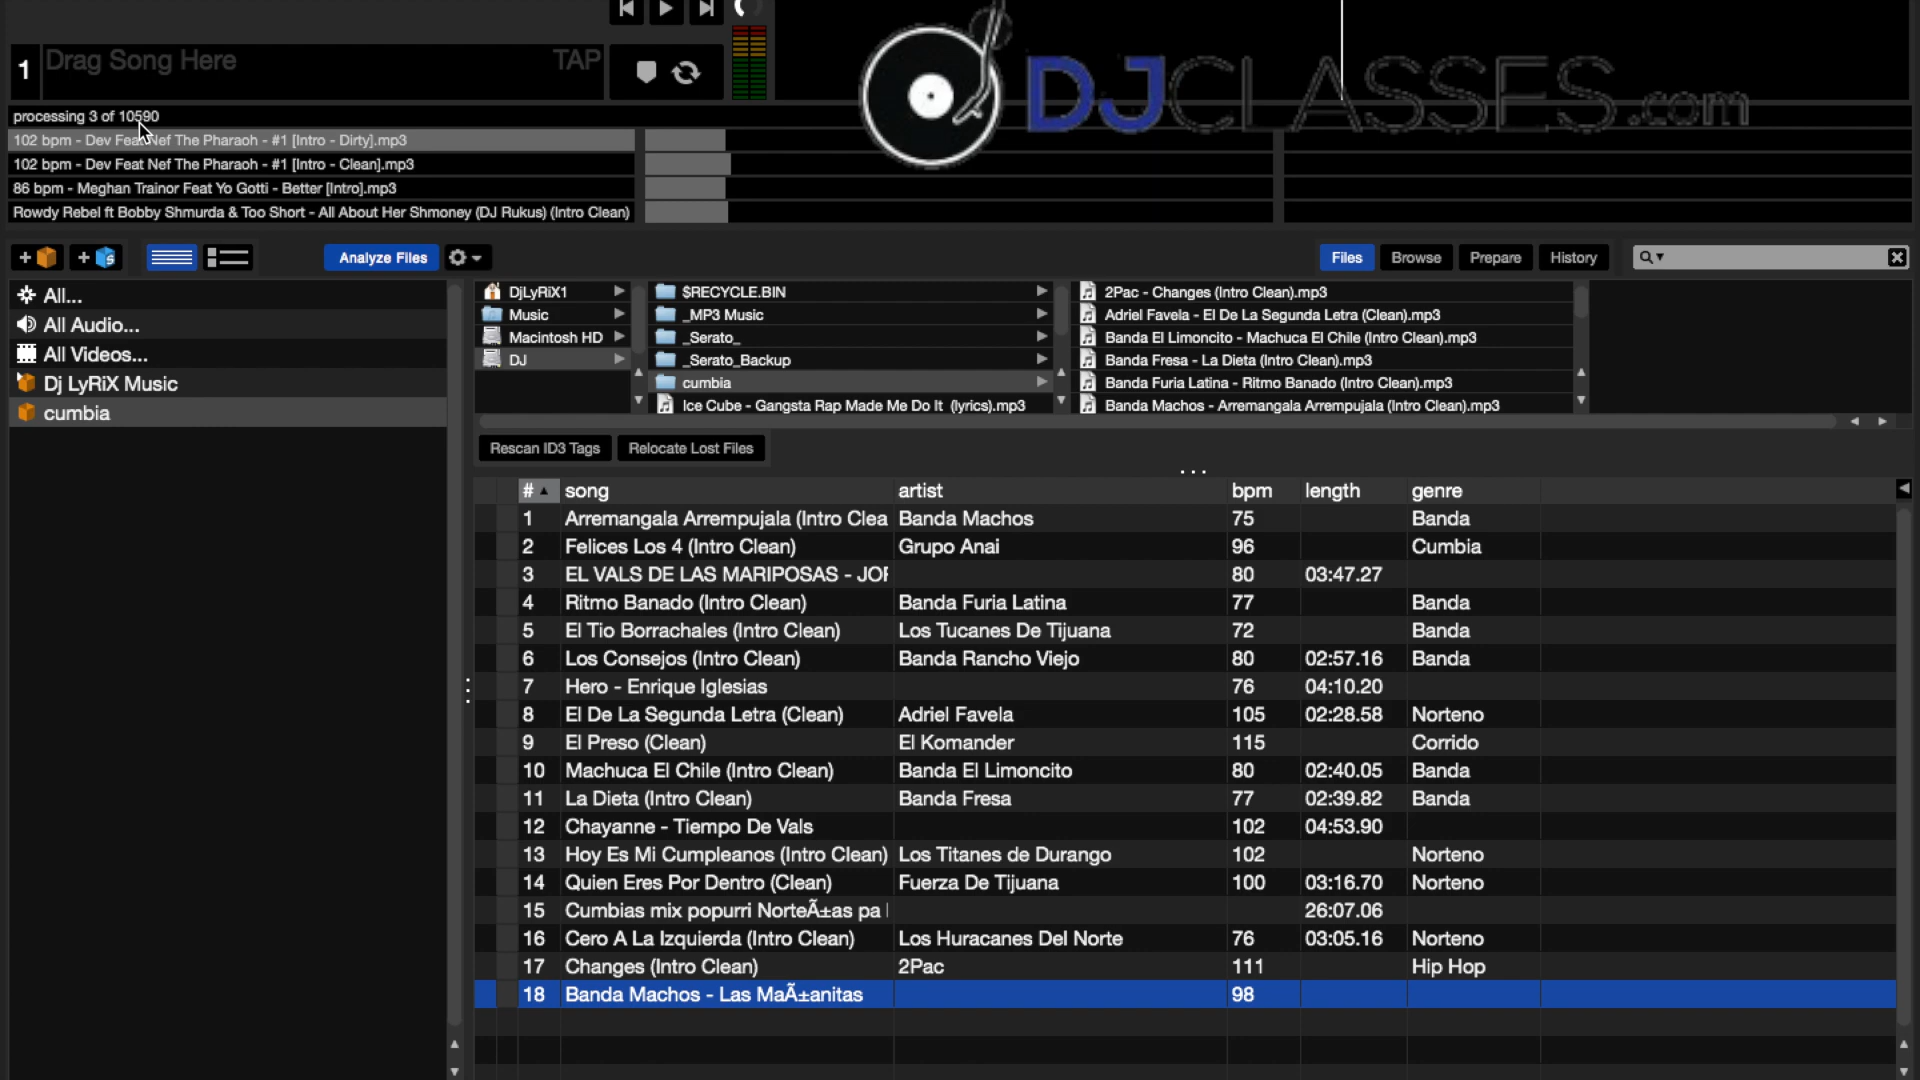 1
Drag Song Here
TAP
DJCLASSES.com
processing 3 of 10590
102 bpm - Dev Feat Nef The Pharaoh - #1 [Intro - Dirty].mp3
102 bpm - Dev Feat Nef The Pharaoh - #1 [Intro - Clean].mp3
86 bpm - Meghan Trainor Feat Yo Gotti - Better [Intro].mp3
Rowdy Rebel ft Bobby Shmurda & Too Short - All About Her Shmoney (DJ Rukus) (Intro Clean)
Analyze Files
Files Browse Prepare History
All...
All Audio...
All Videos...
Dj LyRiX Music
cumbia
DjLyRiX1
Music
Macintosh HD
DJ
$RECYCLE.BIN
_MP3 Music
_Serato_
_Serato_Backup
cumbia
Ice Cube - Gangsta Rap Made Me Do It (lyrics).mp3
2Pac - Changes (Intro Clean).mp3
Adriel Favela - El De La Segunda Letra (Clean).mp3
Banda El Limoncito - Machuca El Chile (Intro Clean).mp3
Banda Fresa - La Dieta (Intro Clean).mp3
Banda Furia Latina - Ritmo Banado (Intro Clean).mp3
Banda Machos - Arremangala Arrempujala (Intro Clean).mp3
Rescan ID3 Tags Relocate Lost Files
# song artist bpm length genre
1 Arremangala Arrempujala (Intro Clea Banda Machos 75 Banda
2 Felices Los 4 (Intro Clean) Grupo Anai 96 Cumbia
3 EL VALS DE LAS MARIPOSAS - JOR 80 03:47.27
4 Ritmo Banado (Intro Clean) Banda Furia Latina 77 Banda
5 El Tio Borrachales (Intro Clean) Los Tucanes De Tijuana 72 Banda
6 Los Consejos (Intro Clean) Banda Rancho Viejo 80 02:57.16 Banda
7 Hero - Enrique Iglesias 76 04:10.20
8 El De La Segunda Letra (Clean) Adriel Favela 105 02:28.58 Norteno
9 El Preso (Clean) El Komander 115 Corrido
10 Machuca El Chile (Intro Clean) Banda El Limoncito 80 02:40.05 Banda
11 La Dieta (Intro Clean) Banda Fresa 77 02:39.82 Banda
12 Chayanne - Tiempo De Vals 102 04:53.90
13 Hoy Es Mi Cumpleanos (Intro Clean) Los Titanes de Durango 102 Norteno
14 Quien Eres Por Dentro (Clean) Fuerza De Tijuana 100 03:16.70 Norteno
15 Cumbias mix popurri NorteÃ±as pa 26:07.06
16 Cero A La Izquierda (Intro Clean) Los Huracanes Del Norte 76 03:05.16 Norteno
17 Changes (Intro Clean) 2Pac 111 Hip Hop
18 Banda Machos - Las MaÃ±anitas 98